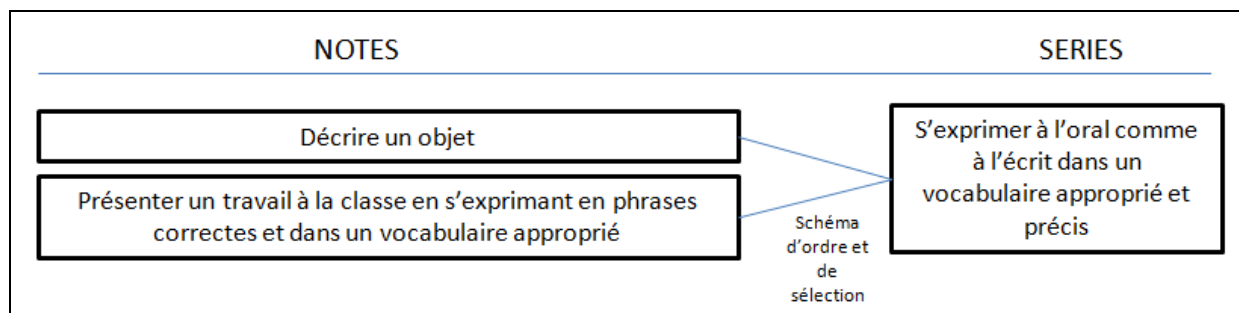 NOTES
SERIES
Décrire un objet
Présenter un travail à la classe en s'exprimant en phrases
correctes et dans un vocabulaire approprié
Schéma
d'ordre et
de
sélection
S'exprimer à l'oral comme
à l'écrit dans un
vocabulaire approprié et
précis